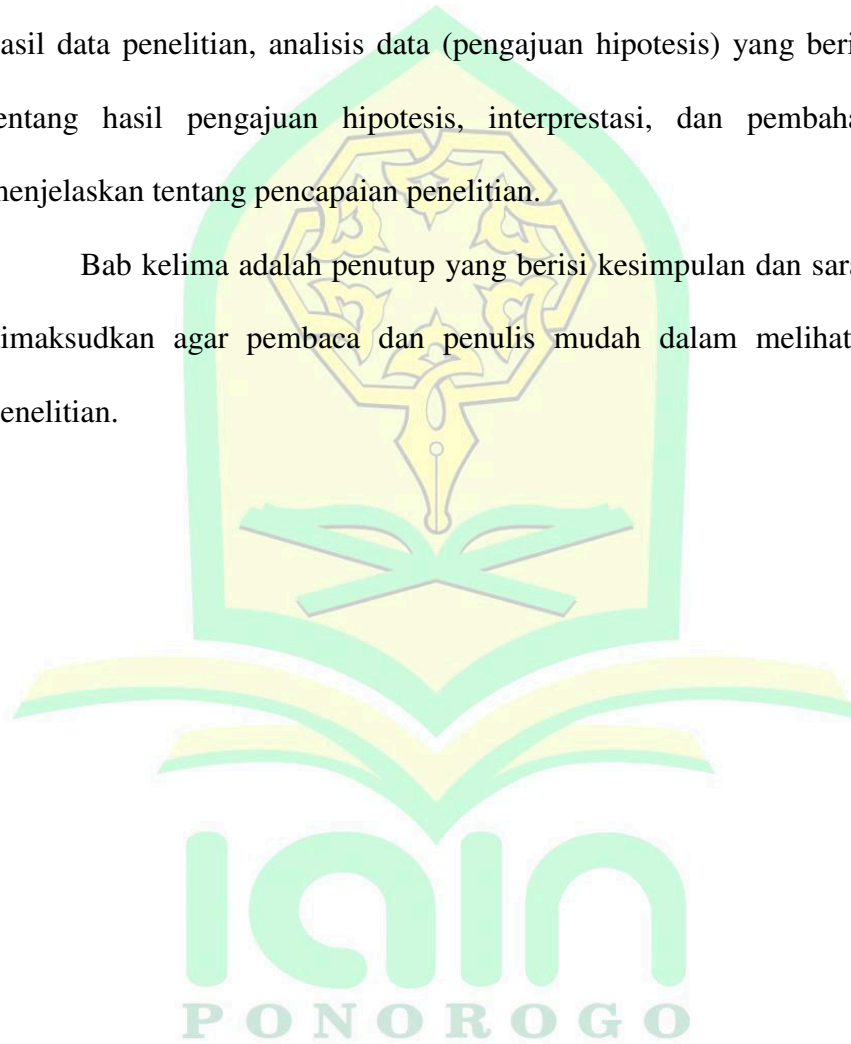 asil data penelitian, analisis data (pengajuan hipotesis) yang beri
entang hasil pengajuan hipotesis, interprestasi, dan pembaha
menjelaskan tentang pencapaian penelitian.
Bab kelima adalah penutup yang berisi kesimpulan dan sara
imaksudkan agar pembaca dan penulis mudah dalam melihat
enelitian.
iain
PONOROGO